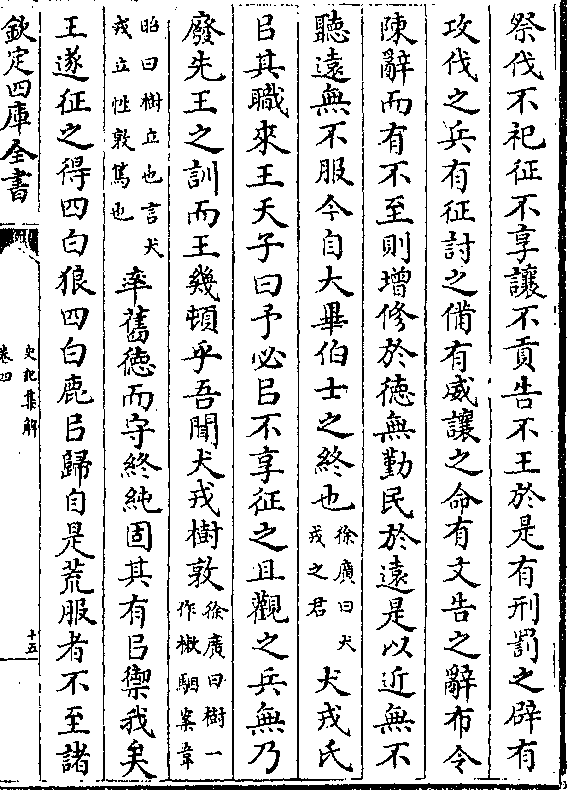 祭伐不祀征不享讓不貢告不王於是有刑罰之辟有
攻伐之兵有征討之備有威讓之命有文告之辭布令
陳辭而有不至則增修於徳無勤民於遠是以近無不
聽遠無不服今自大畢伯士之終也徐廣曰犬戎之君犬戎氏
㠯其職來王天子曰予必㠯不享征之且觀之兵無乃
廢先王之訓而王幾頓乎吾聞犬戎樹敦徐廣曰樹一作樕駰案韋
昭曰樹立也言犬戎立性敦篤也率舊徳而守終純固其有㠯禦我矣
王遂征之得四白狼四白鹿㠯歸自是荒服者不至諸
欽定四庫全書
史記集解
卷四
十五